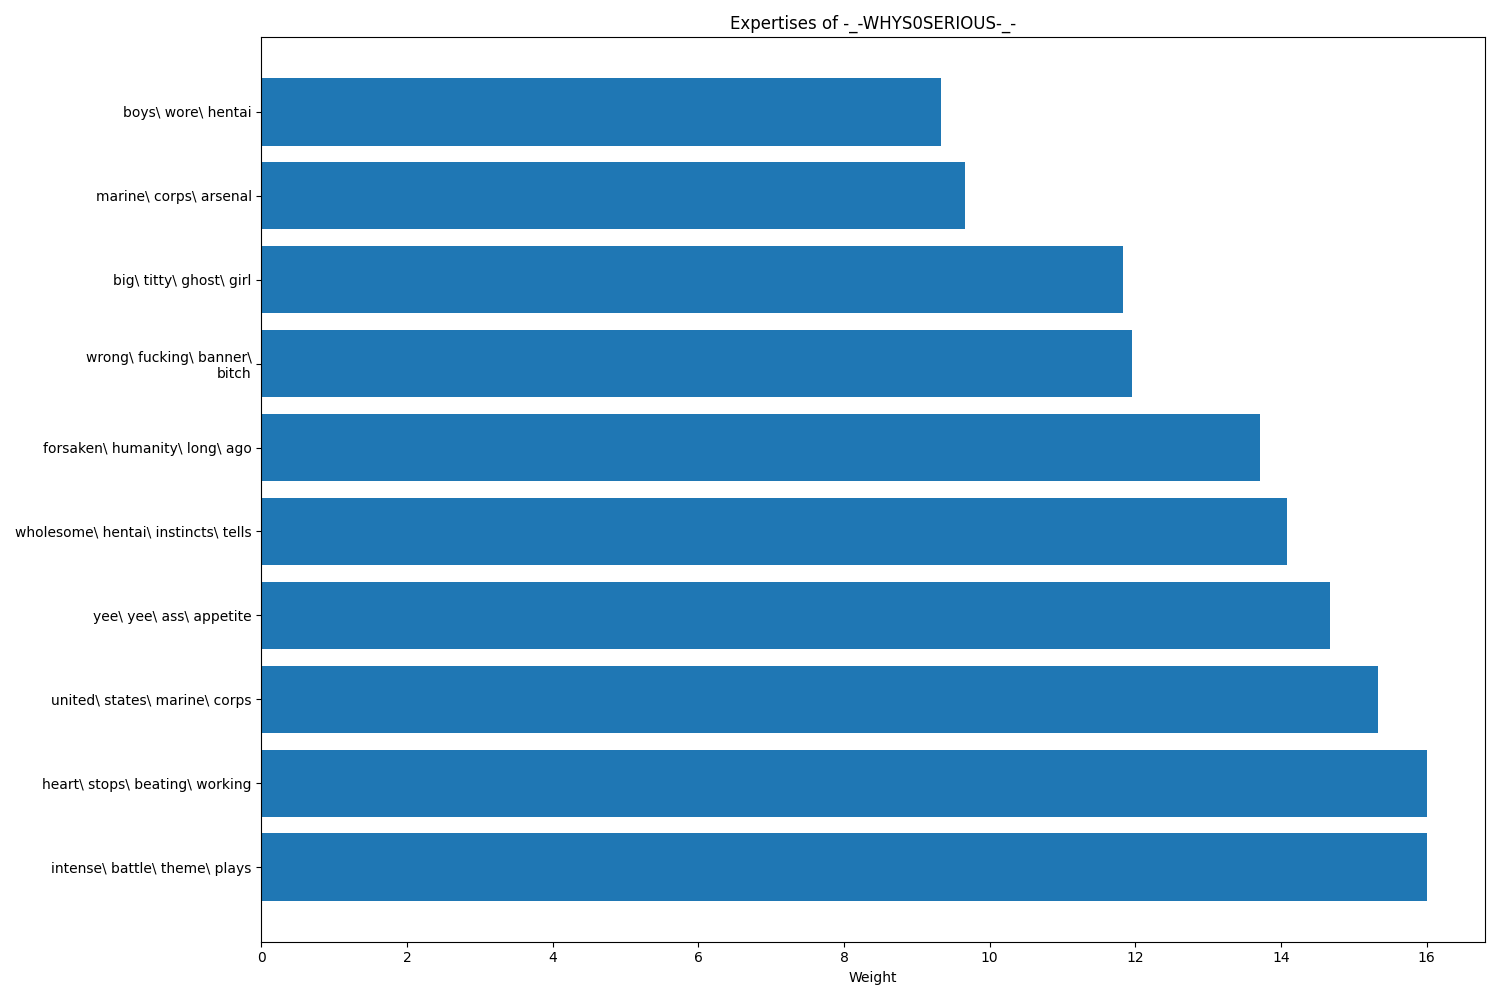 Expertises of -_-WHYS0SERIOUS-_-
boys\ wore\ hentai
marine\ corps\ arsenal
big\ titty\ ghost\ girl
wrong\ fucking\ banner\
bitch
forsaken\ humanity\ long\ ago
wholesome\ hentai\ instincts\ tells
yee\ yee\ ass\ appetite
united\ states\ marine\ corps
heart\ stops\ beating\ working
intense\ battle\ theme\ plays
0 2 4 6 8 10 12 14 16
Weight